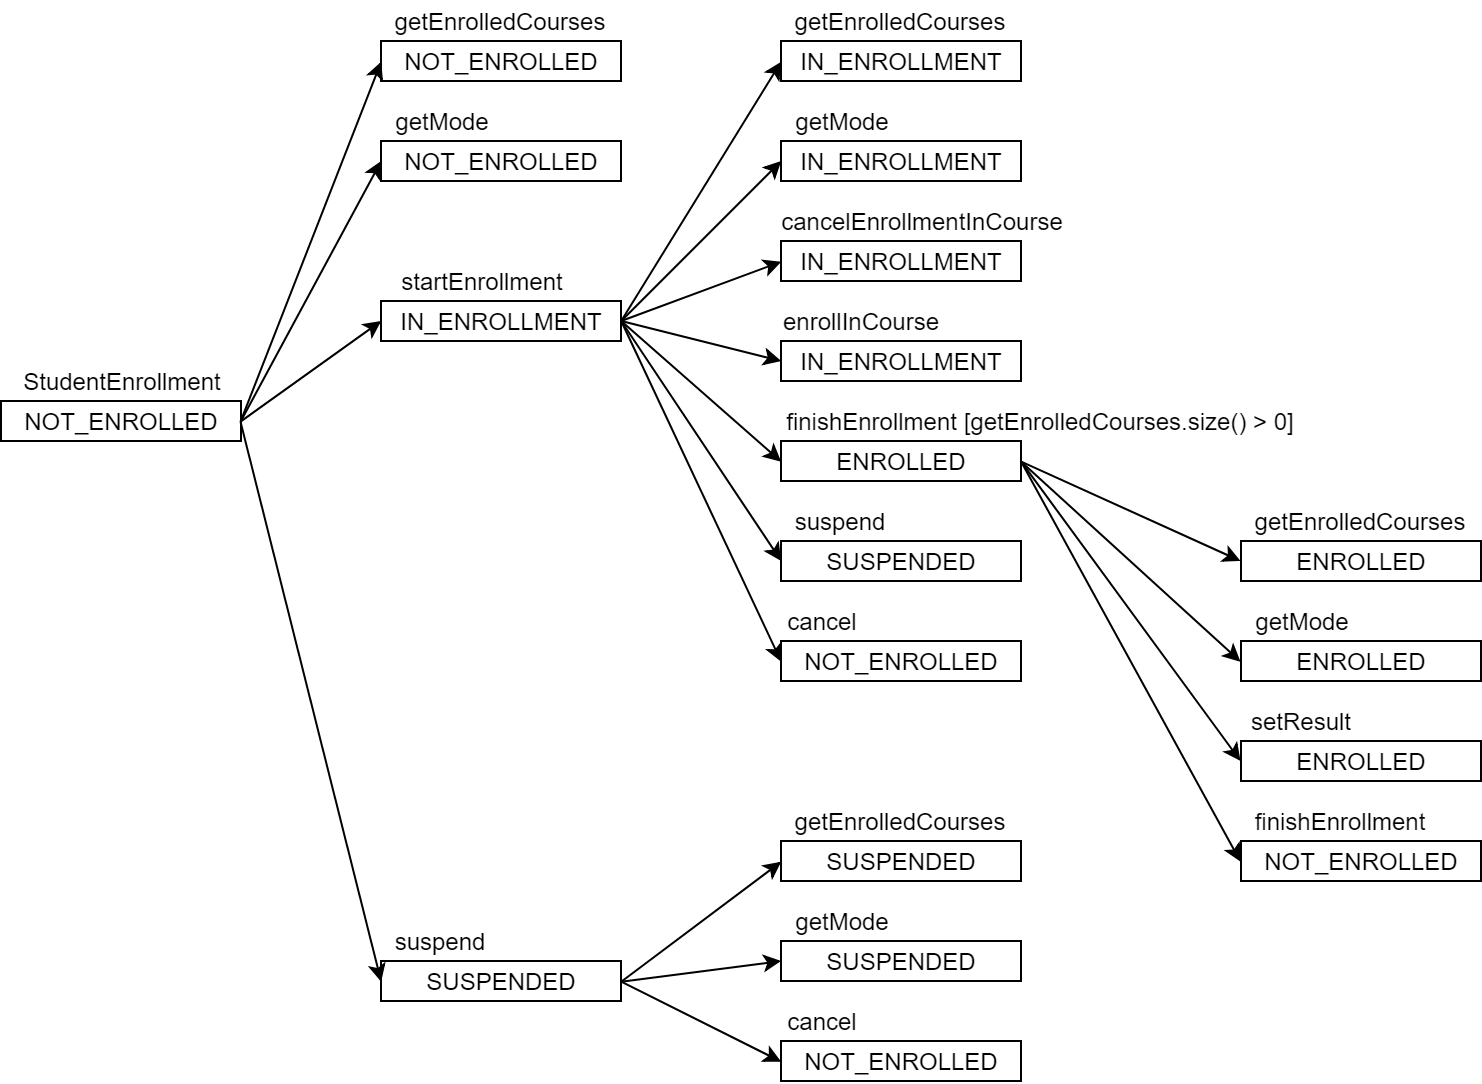 StudentEnrollment
NOT_ENROLLED
getEnrolledCourses
NOT_ENROLLED
getMode
NOT_ENROLLED
startEnrollment
IN_ENROLLMENT
suspend
SUSPENDED
getEnrolledCourses
IN_ENROLLMENT
getMode
IN_ENROLLMENT
cancelEnrollmentInCourse
IN_ENROLLMENT
enrollInCourse
IN_ENROLLMENT
finishEnrollment [getEnrolledCourses.size() > 0]
ENROLLED
suspend
SUSPENDED
cancel
NOT_ENROLLED
getEnrolledCourses
SUSPENDED
getMode
SUSPENDED
cancel
NOT_ENROLLED
getEnrolledCourses
ENROLLED
getMode
ENROLLED
setResult
ENROLLED
finishEnrollment
NOT_ENROLLED